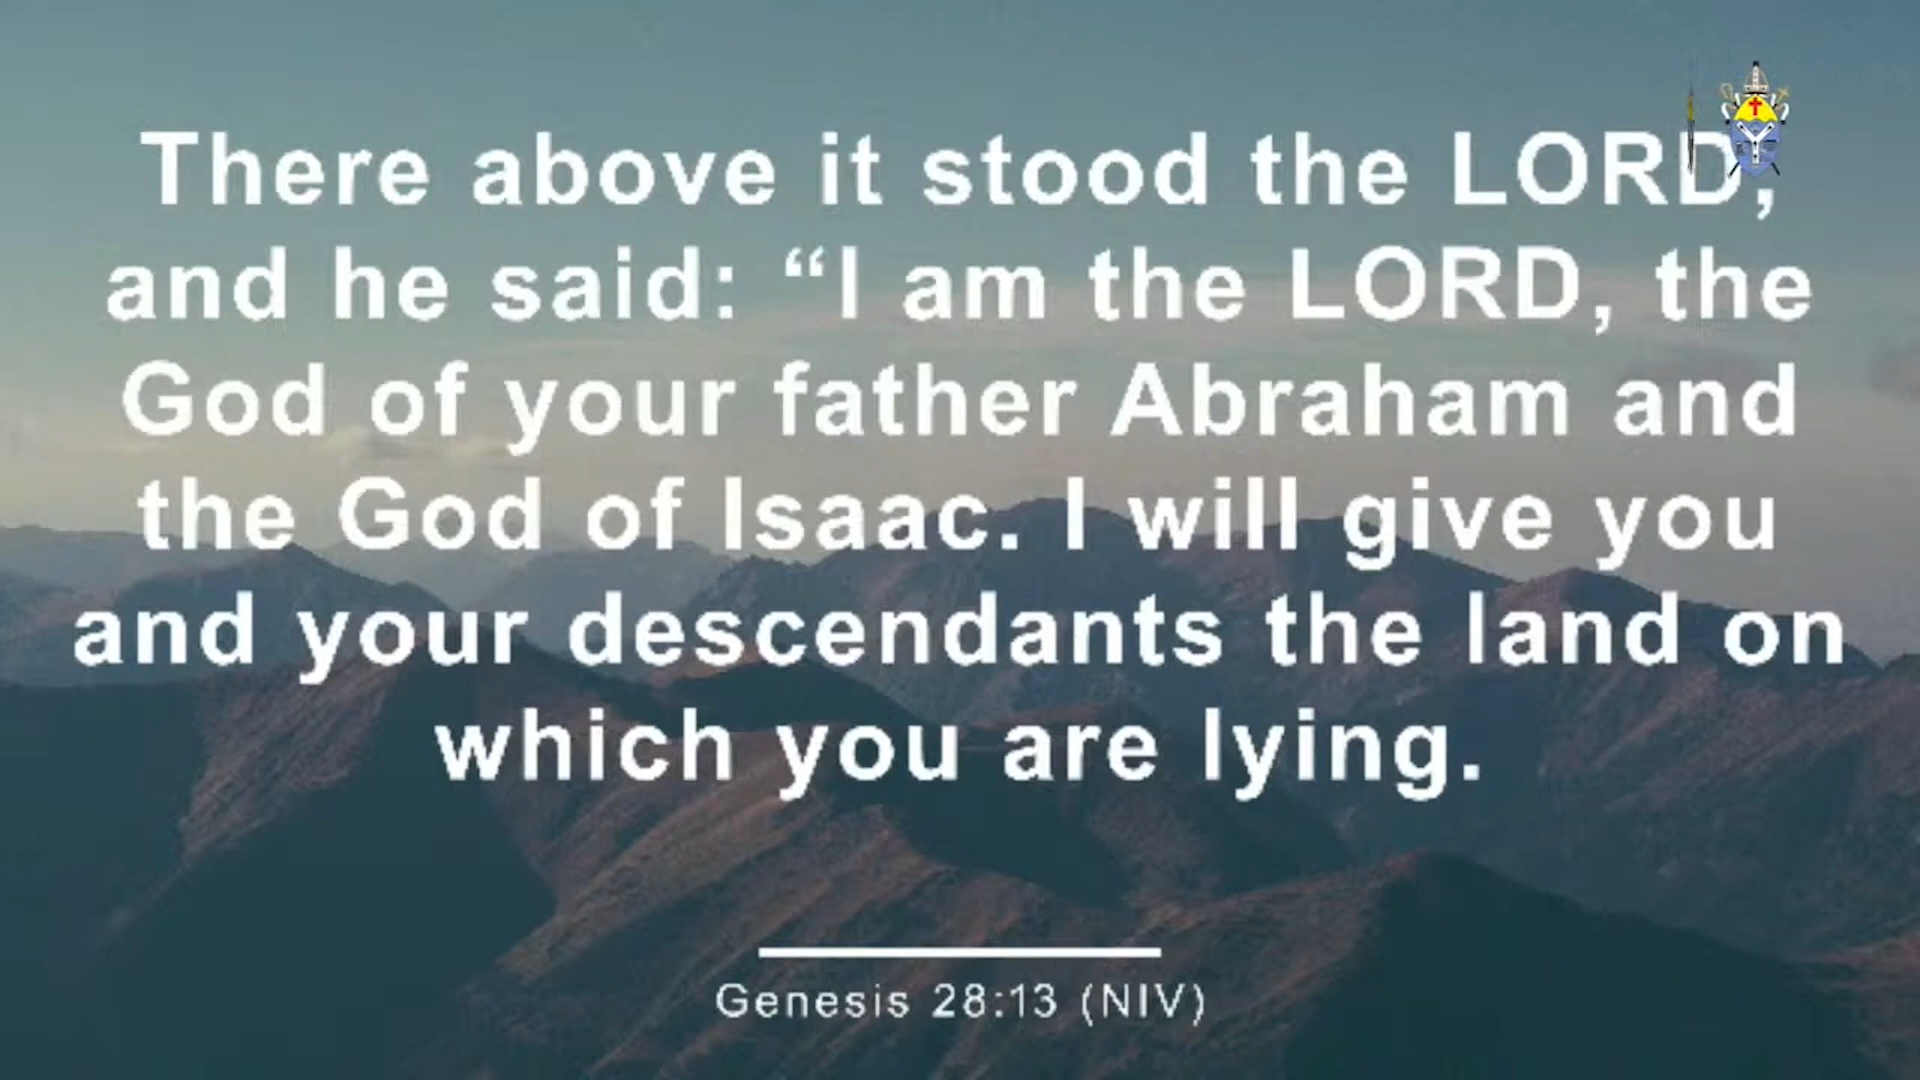 There above it stood the LORD,
and he said: “I am the LORD, the
God of your father Abraham and
the God of Isaac. I will give you
and your descendants the land on
which you are lying.
Genesis 28:13 (NIV)